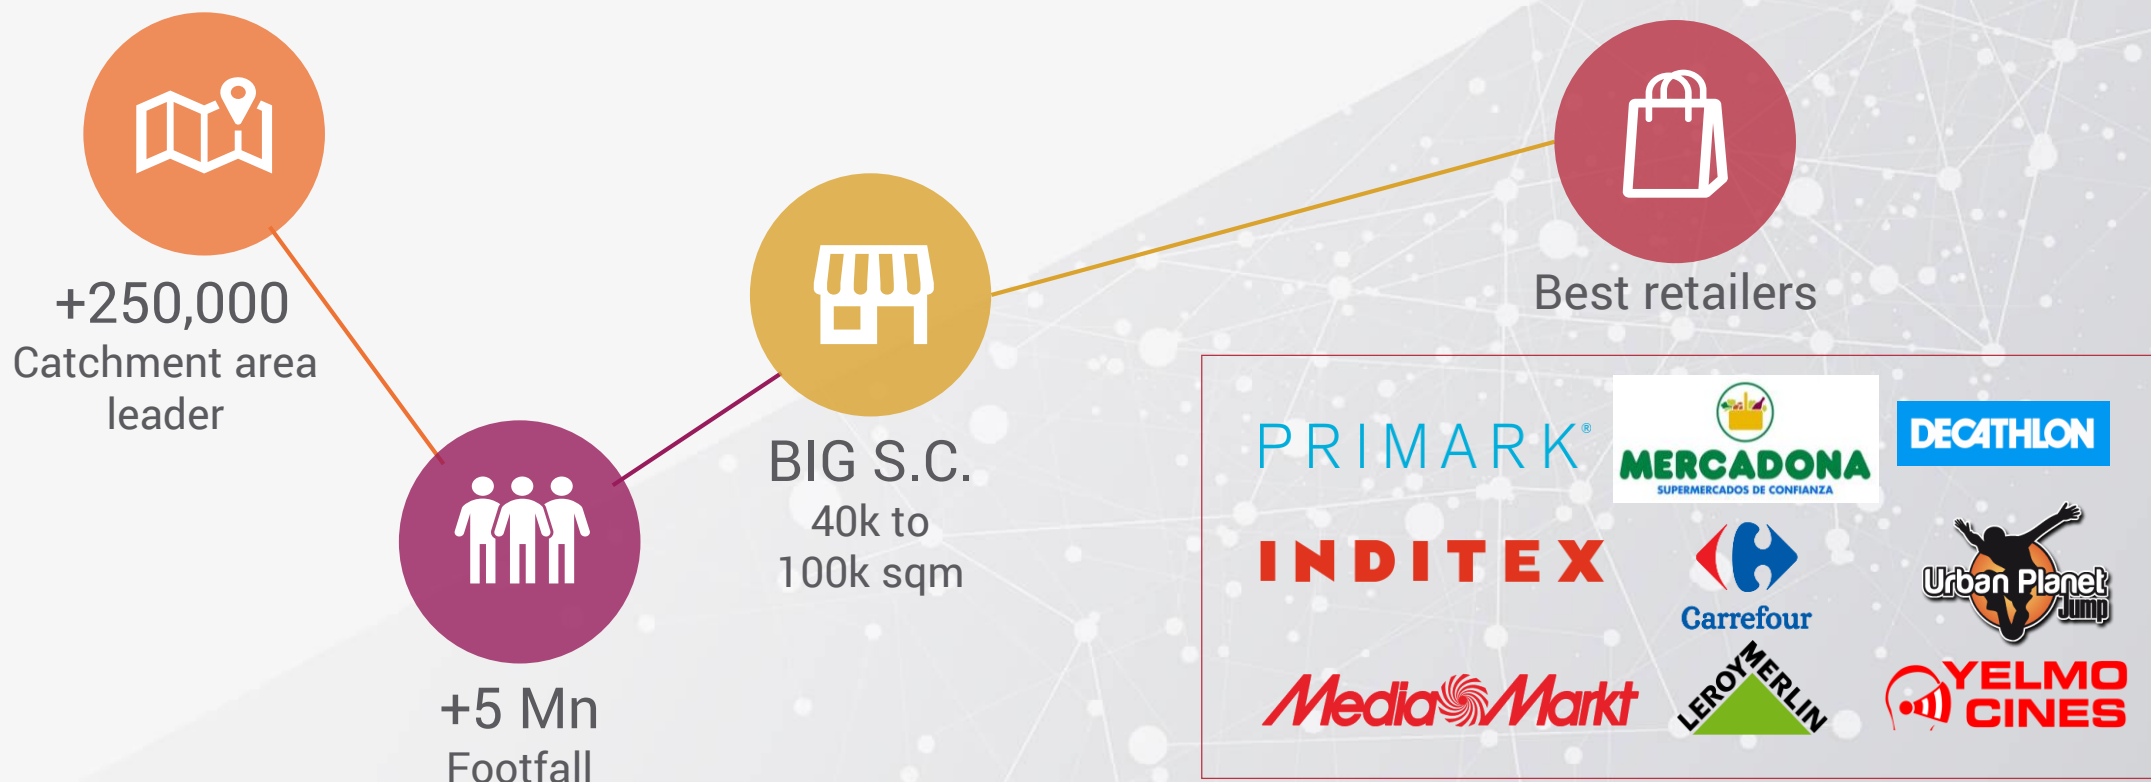 +250,000
Catchment area
leader
+5 Mn
Footfall
BIG S.C.
40k to
100k sqm
Best retailers
PRIMARK®
MERCADONA
SUPERMERCADOS DE CONFIANZA
DECATHLON
INDITEX
Carrefour
Urban Planet
Jump
MediaMarkt
LEROY MERLIN
YELMO
CINES